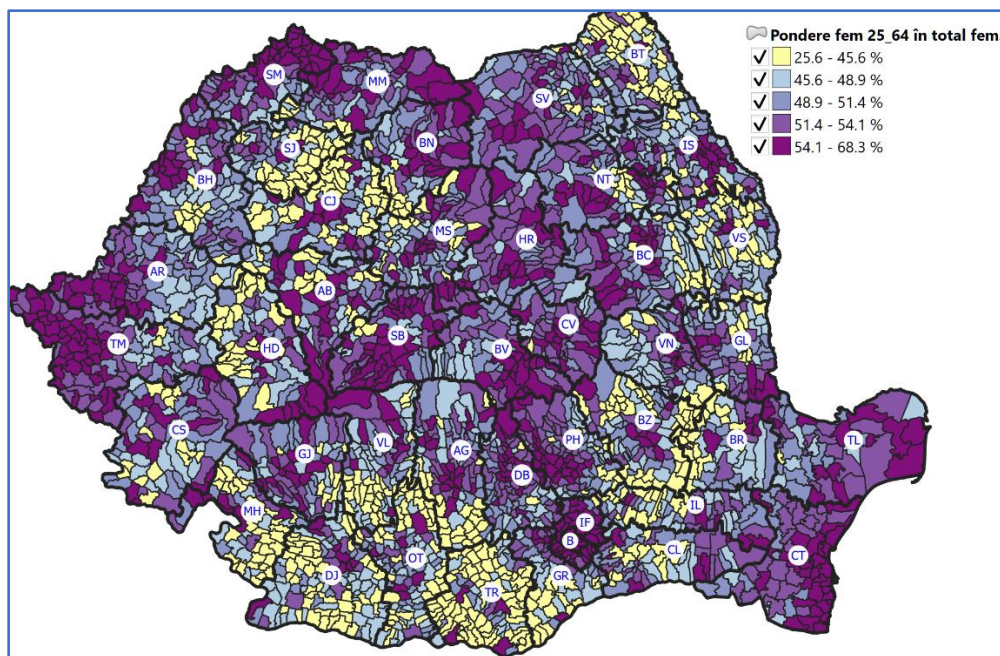 Pondere fem 25_64 în total fem.
25.6 - 45.6 %
45.6 - 48.9 %
48.9 - 51.4 %
51.4 - 54.1 %
54.1 - 68.3 %
BT
SM
MM
SV
BN
IS
SJ
BH
NT
CJ
MS
HR
VS
BC
AR
AB
SB
CV
TM
HD
BV
VN
GL
CS
BZ
BR
TL
GJ
VL
AG
PH
DB
MH
IL
IF
B
CL
CT
OT
DJ
GR
TR